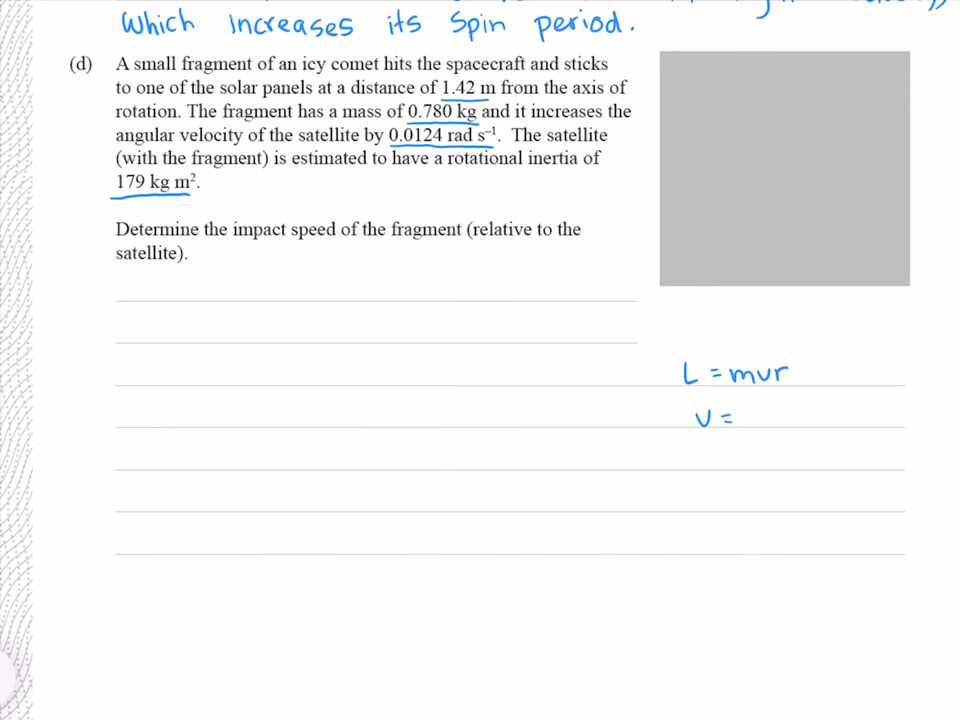 which increases its spin period.
(d) A small fragment of an icy comet hits the spacecraft and sticks
to one of the solar panels at a distance of 1.42 m from the axis of
rotation. The fragment has a mass of 0.780 kg and it increases the
angular velocity of the satellite by 0.0124 rad s⁻¹. The satellite
(with the fragment) is estimated to have a rotational inertia of
179 kg m².
Determine the impact speed of the fragment (relative to the
satellite).
L = mvr
v =